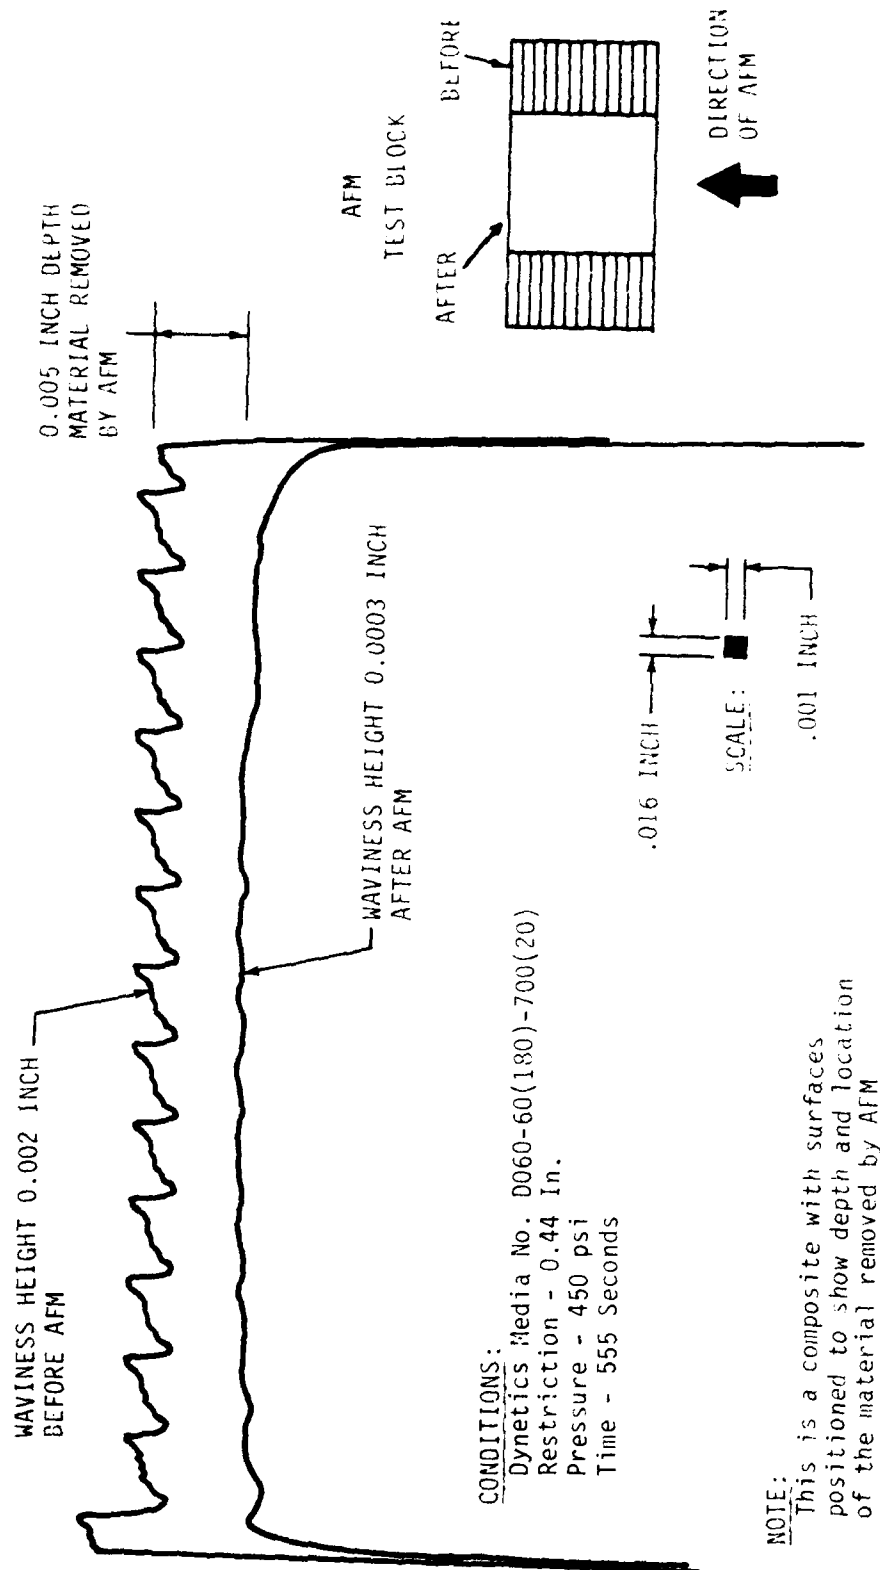 WAVINESS HEIGHT 0.002 INCH
BEFORE AFM
0.005 INCH DEPTH
MATERIAL REMOVED
BY AFM
WAVINESS HEIGHT 0.0003 INCH
AFTER AFM
AFM
TEST BLOCK
AFTER
BEFORE
DIRECTION
OF AFM
CONDITIONS:
Dynetics Media No. D060-60(180)-700(20)
Restriction - 0.44 In.
Pressure - 450 psi
Time - 555 Seconds
.016 INCH
SCALE:
.001 INCH
NOTE:
This is a composite with surfaces
positioned to show depth and location
of the material removed by AFM